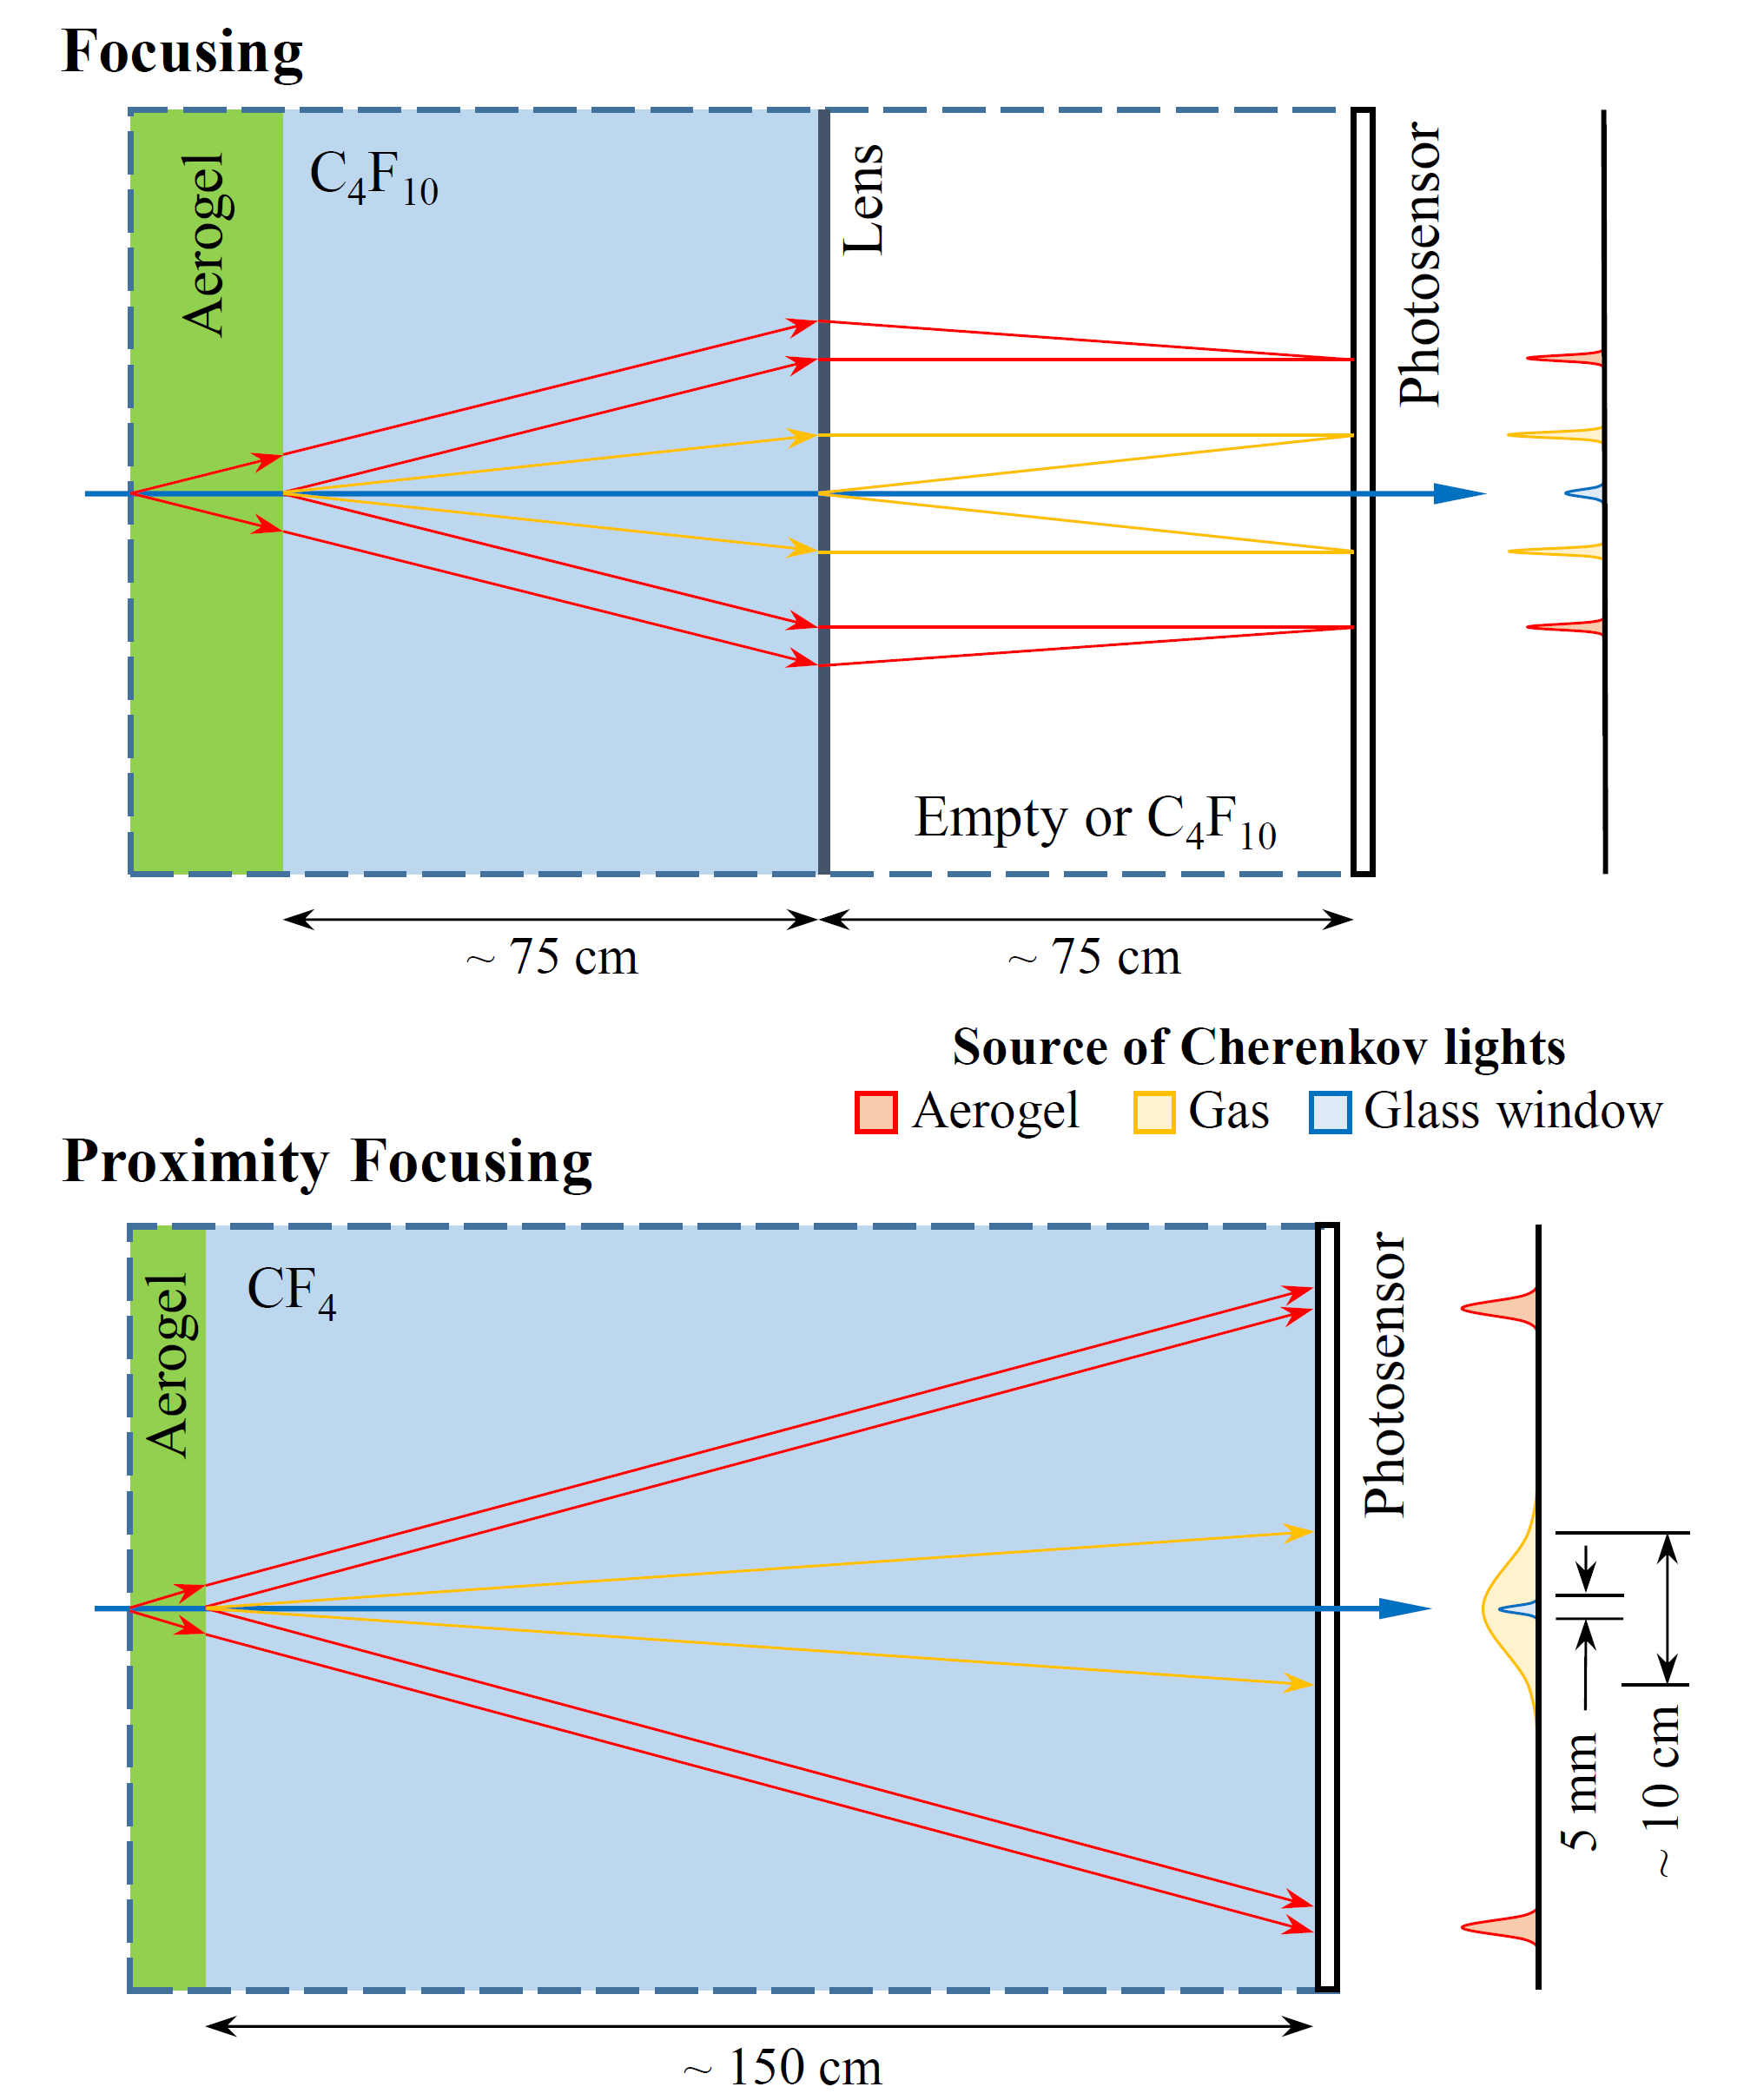 Focusing
Aerogel
C₄F₁₀
Lens
Photosensor
Empty or C₄F₁₀
~ 75 cm
~ 75 cm
Source of Cherenkov lights
Aerogel
Gas
Glass window
Proximity Focusing
Aerogel
CF₄
Photosensor
5 mm
~ 10 cm
~ 150 cm